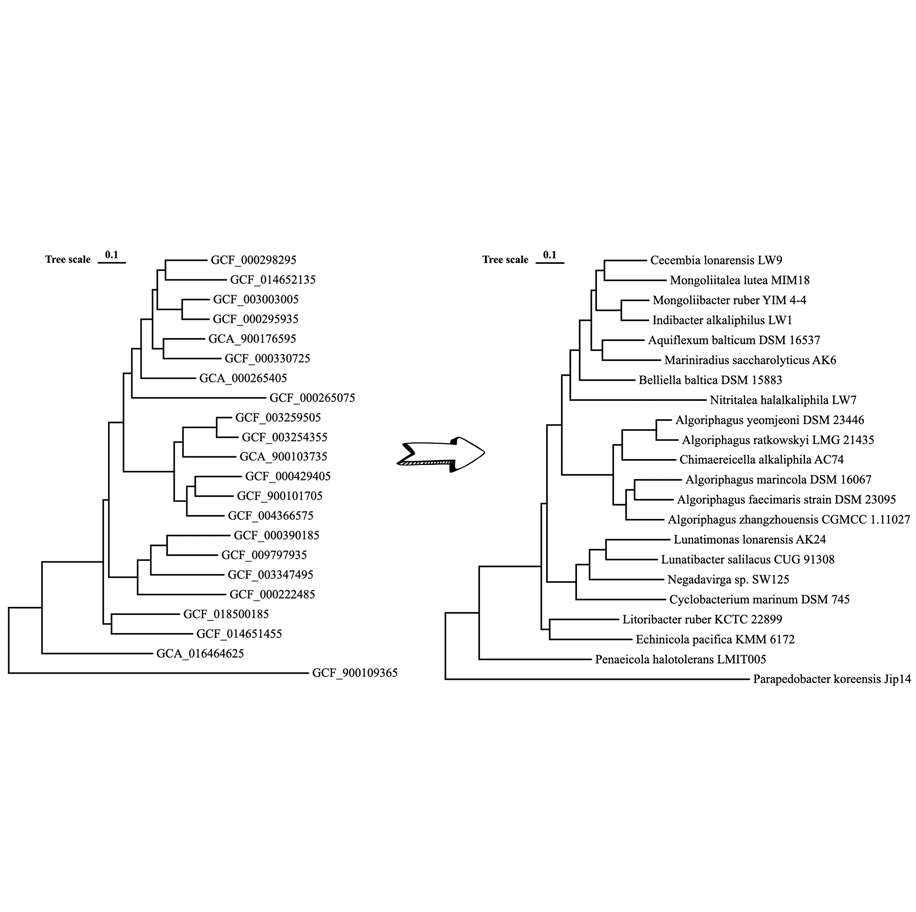 Tree scale 0.1
GCF_000298295
GCF_014652135
GCF_003003005
GCF_000295935
GCA_900176595
GCF_000330725
GCA_000265405
GCF_000265075
GCF_003259505
GCF_003254355
GCA_900103735
GCF_000429405
GCF_900101705
GCF_004366575
GCF_000390185
GCF_009797935
GCF_003347495
GCF_000222485
GCF_018500185
GCF_014651455
GCA_016464625
GCF_900109365
Tree scale 0.1
Cecembia lonarensis LW9
Mongoliitalea lutea MIM18
Mongoliibacter ruber YIM 4-4
Indibacter alkaliphilus LW1
Aquiflexum balticum DSM 16537
Mariniradius saccharolyticus AK6
Belliella baltica DSM 15883
Nitritalea halalkaliphila LW7
Algoriphagus yeomjeoni DSM 23446
Algoriphagus ratkowskyi LMG 21435
Chimaereicella alkaliphila AC74
Algoriphagus marincola DSM 16067
Algoriphagus faecimaris strain DSM 23095
Algoriphagus zhangzhouensis CGMCC 1.11027
Lunatimonas lonarensis AK24
Lunatibacter salilacus CUG 91308
Negadavirga sp. SW125
Cyclobacterium marinum DSM 745
Litoribacter ruber KCTC 22899
Echinicola pacifica KMM 6172
Penaeicola halotolerans LMIT005
Parapedobacter koreensis Jip14